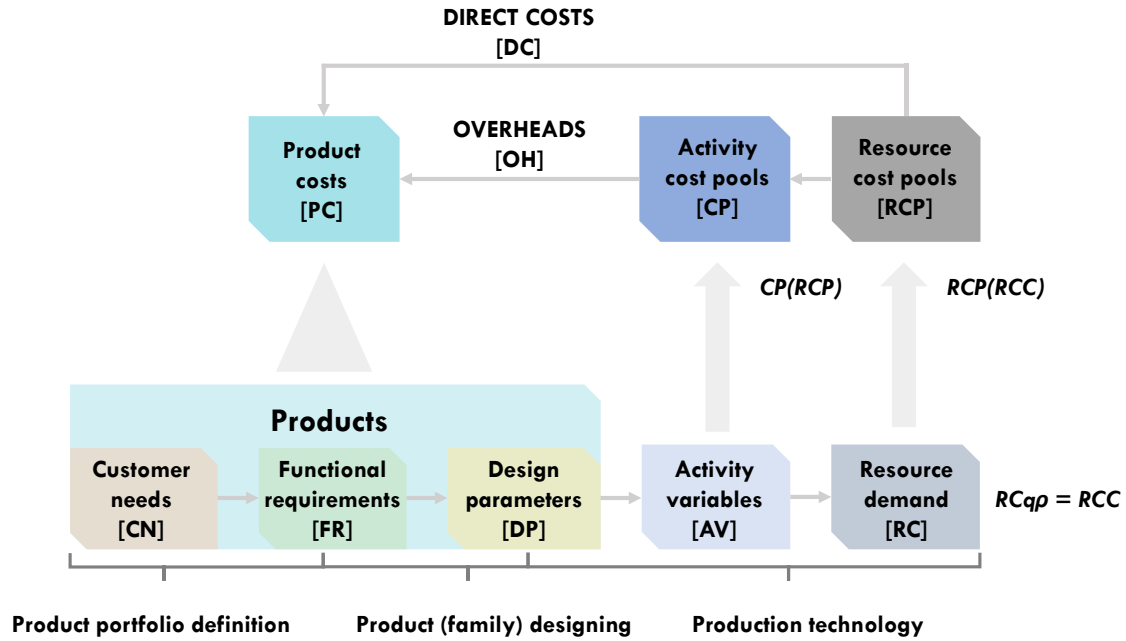 DIRECT COSTS
[DC]
OVERHEADS
[OH]
Product
costs
[PC]
Activity
cost pools
[CP]
Resource
cost pools
[RCP]
CP(RCP)
RCP(RCC)
Products
Customer
needs
[CN]
Functional
requirements
[FR]
Design
parameters
[DP]
Activity
variables
[AV]
Resource
demand
[RC]
RCqρ = RCC
Product portfolio definition
Product (family) designing
Production technology